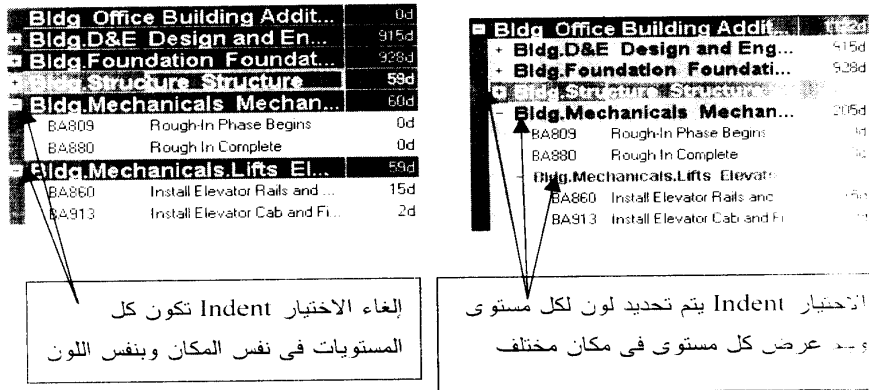 Bldg Office Building Addit... 0d
Bldg.D&E Design and En... 915d
Bldg.Foundation Foundat... 928d
Bldg.Structure Structure 59d
Bldg.Mechanicals Mechan... 60d
BA809 Rough-In Phase Begins 0d
BA880 Rough In Complete 0d
Bldg.Mechanicals.Lifts El... 59d
BA860 Install Elevator Rails and ... 15d
BA913 Install Elevator Cab and Fi... 2d
إلغاء الاختيار Indent تكون كل
المستويات فى نفس المكان وبنفس اللون
Bldg Office Building Addit...
Bldg.D&E Design and Eng... 915d
Bldg.Foundation Foundati... 928d
Bldg.Structure Structure
Bldg.Mechanicals Mechan... 205d
BA809 Rough-In Phase Begins
BA880 Rough In Complete
Bldg.Mechanicals.Lifts Elevato
BA860 Install Elevator Rails and
BA913 Install Elevator Cab and Fi
الاختيار Indent يتم تحديد لون لكل مستوى
عرض كل مستوى فى مكان مختلف